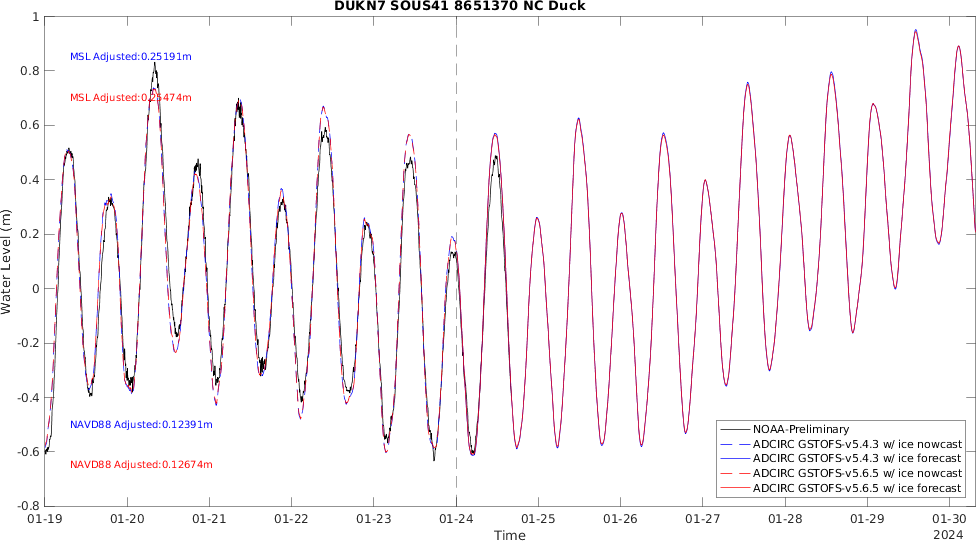 DUKN7 SOUS41 8651370 NC Duck
1
0.8
0.6
0.4
0.2
0
-0.2
-0.4
-0.6
-0.8
Water Level (m)
MSL Adjusted:0.25191m
MSL Adjusted:0.25474m
NAVD88 Adjusted:0.12391m
NAVD88 Adjusted:0.12674m
NOAA-Preliminary
ADCIRC GSTOFS-v5.4.3 w/ ice nowcast
ADCIRC GSTOFS-v5.4.3 w/ ice forecast
ADCIRC GSTOFS-v5.6.5 w/ ice nowcast
ADCIRC GSTOFS-v5.6.5 w/ ice forecast
01-19 01-20 01-21 01-22 01-23 01-24 01-25 01-26 01-27 01-28 01-29 01-30
2024
Time